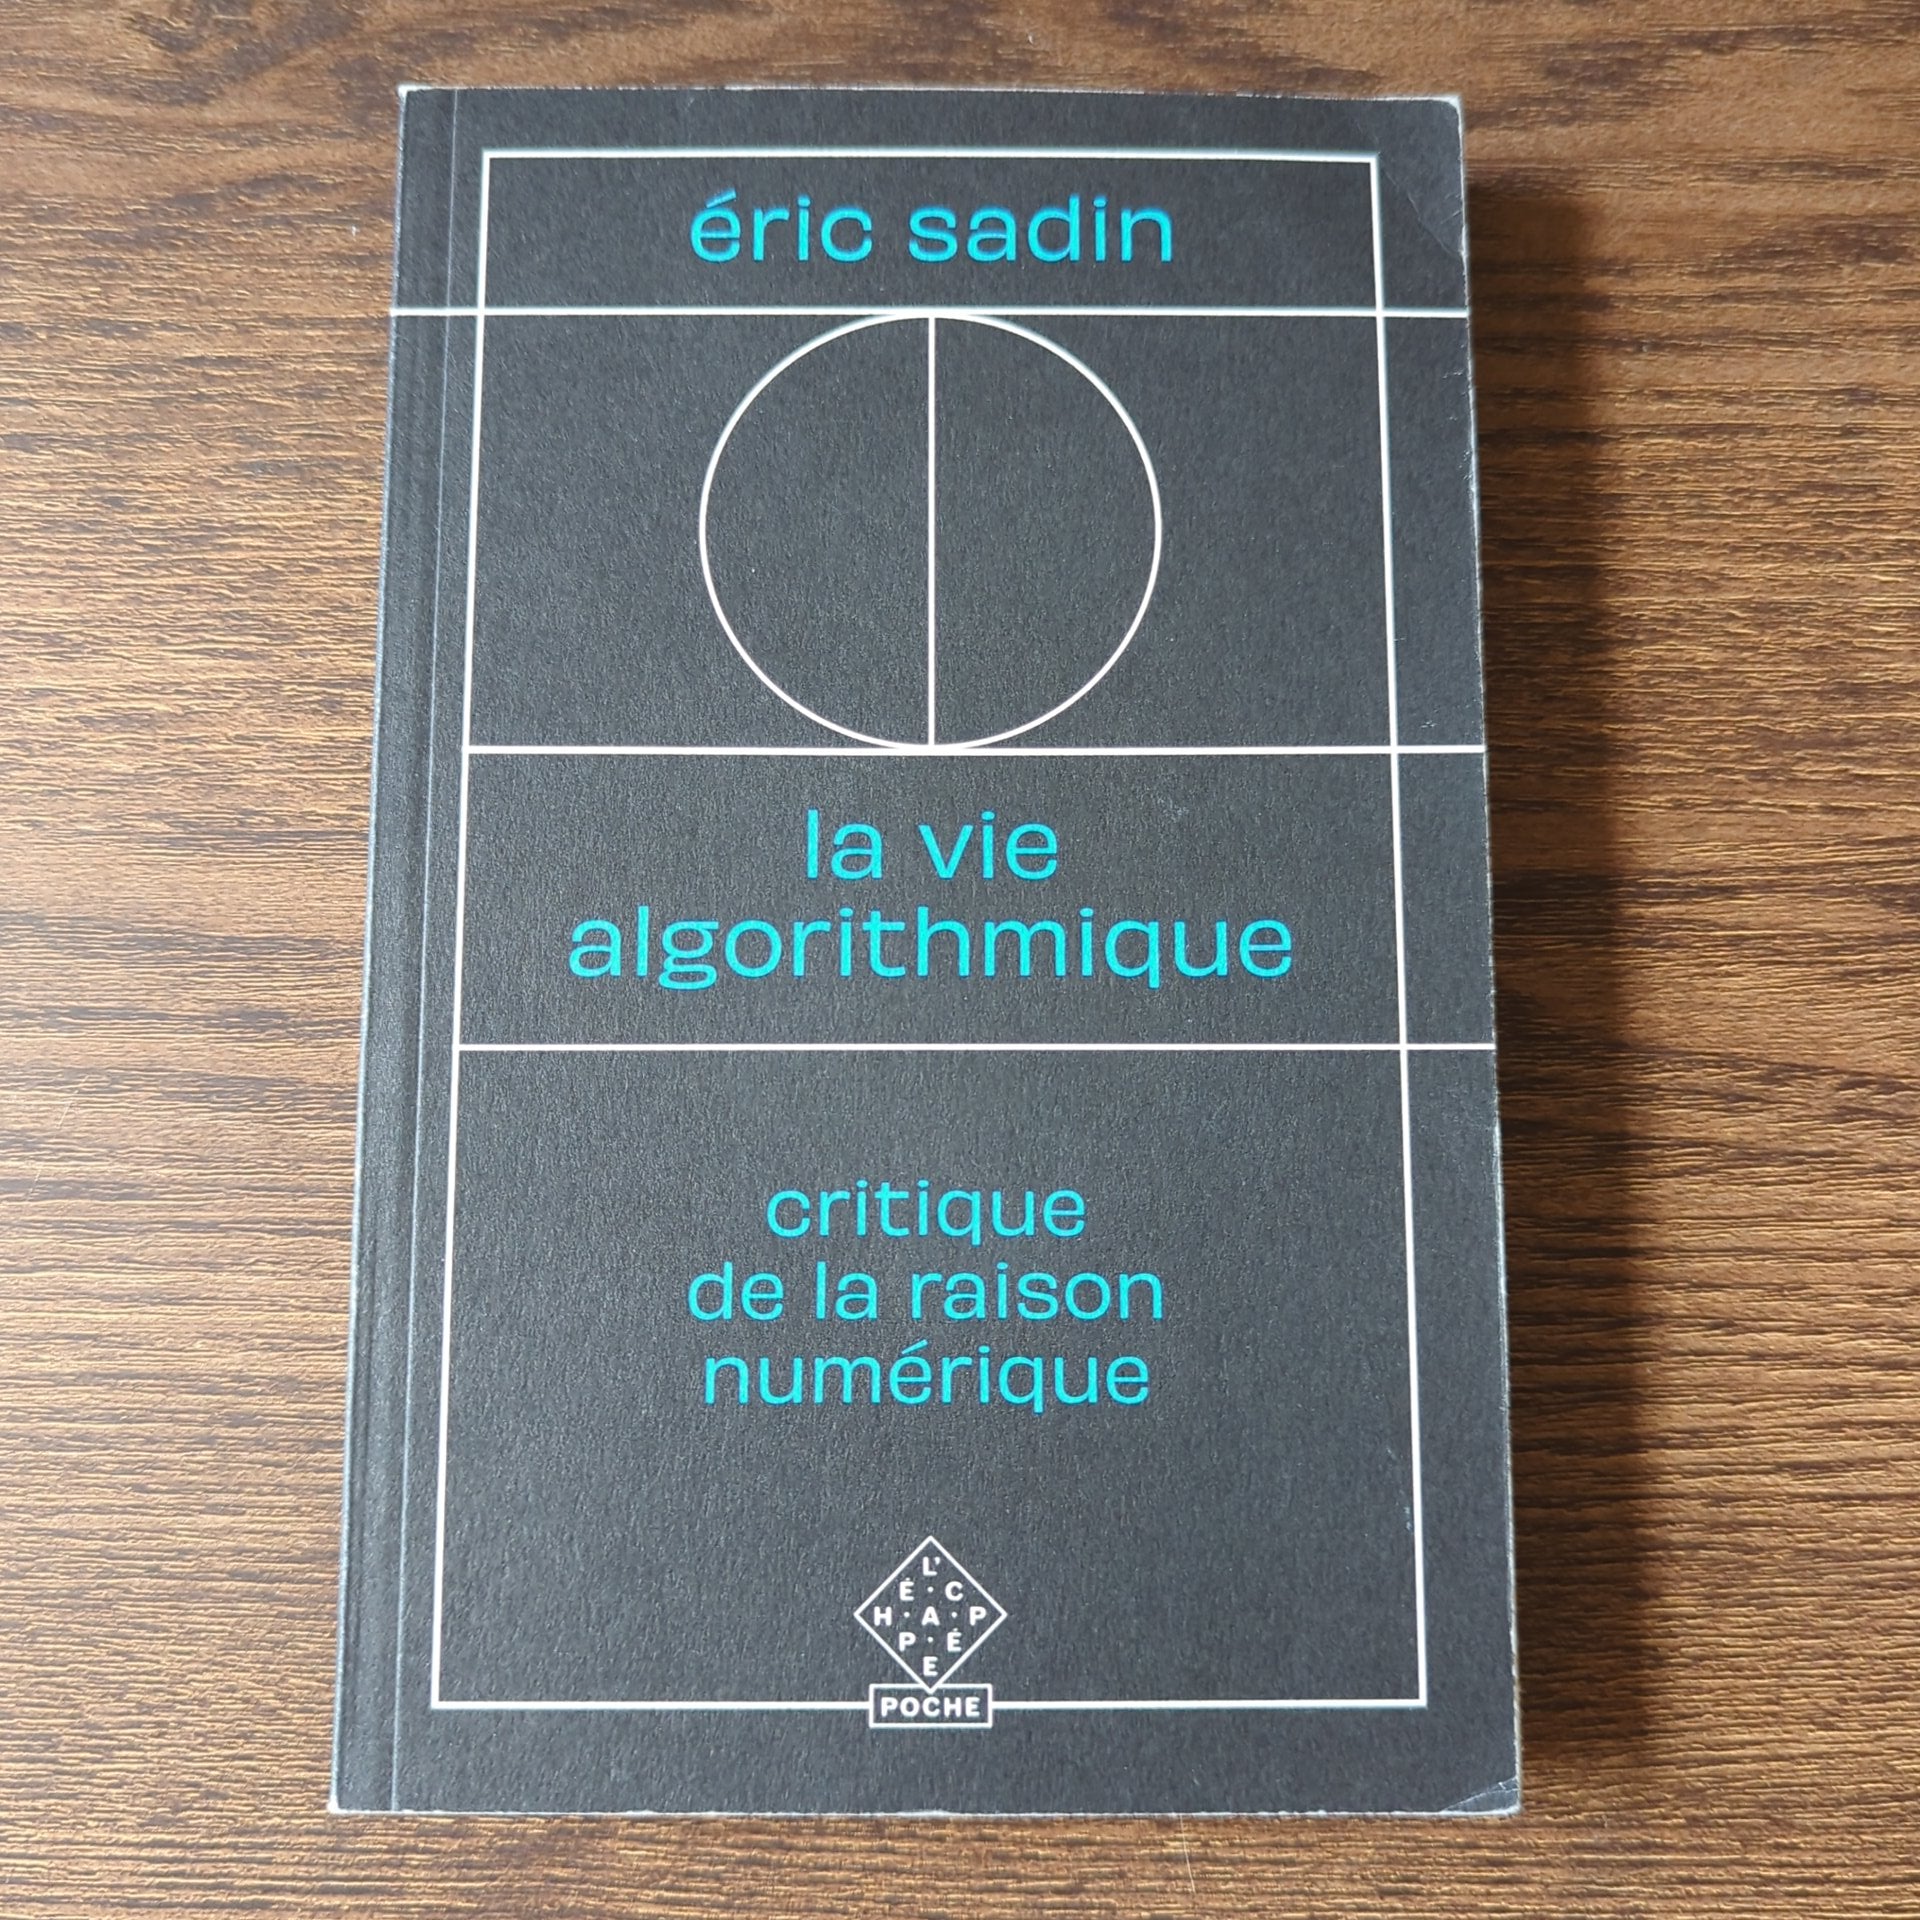 éric sadin
la vie
algorithmique
critique
de la raison
numérique
L'
É · C
H · A · P
P · É
E
POCHE